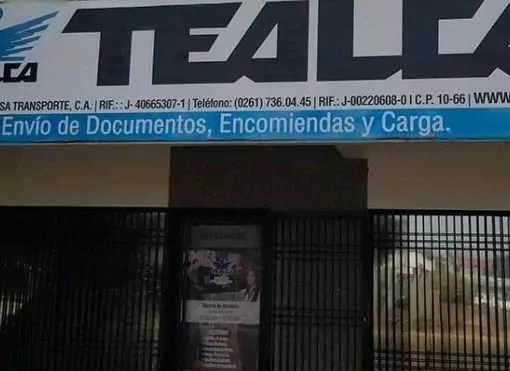 TEALCA
LCA
SA TRANSPORTE, C.A. | RIF.: : J- 40665307-1 | Teléfono: (0261) 736.04.45 | RIF.: J-00220608-0 I C.P. 10-66 | WWW
Envío de Documentos, Encomiendas y Carga.